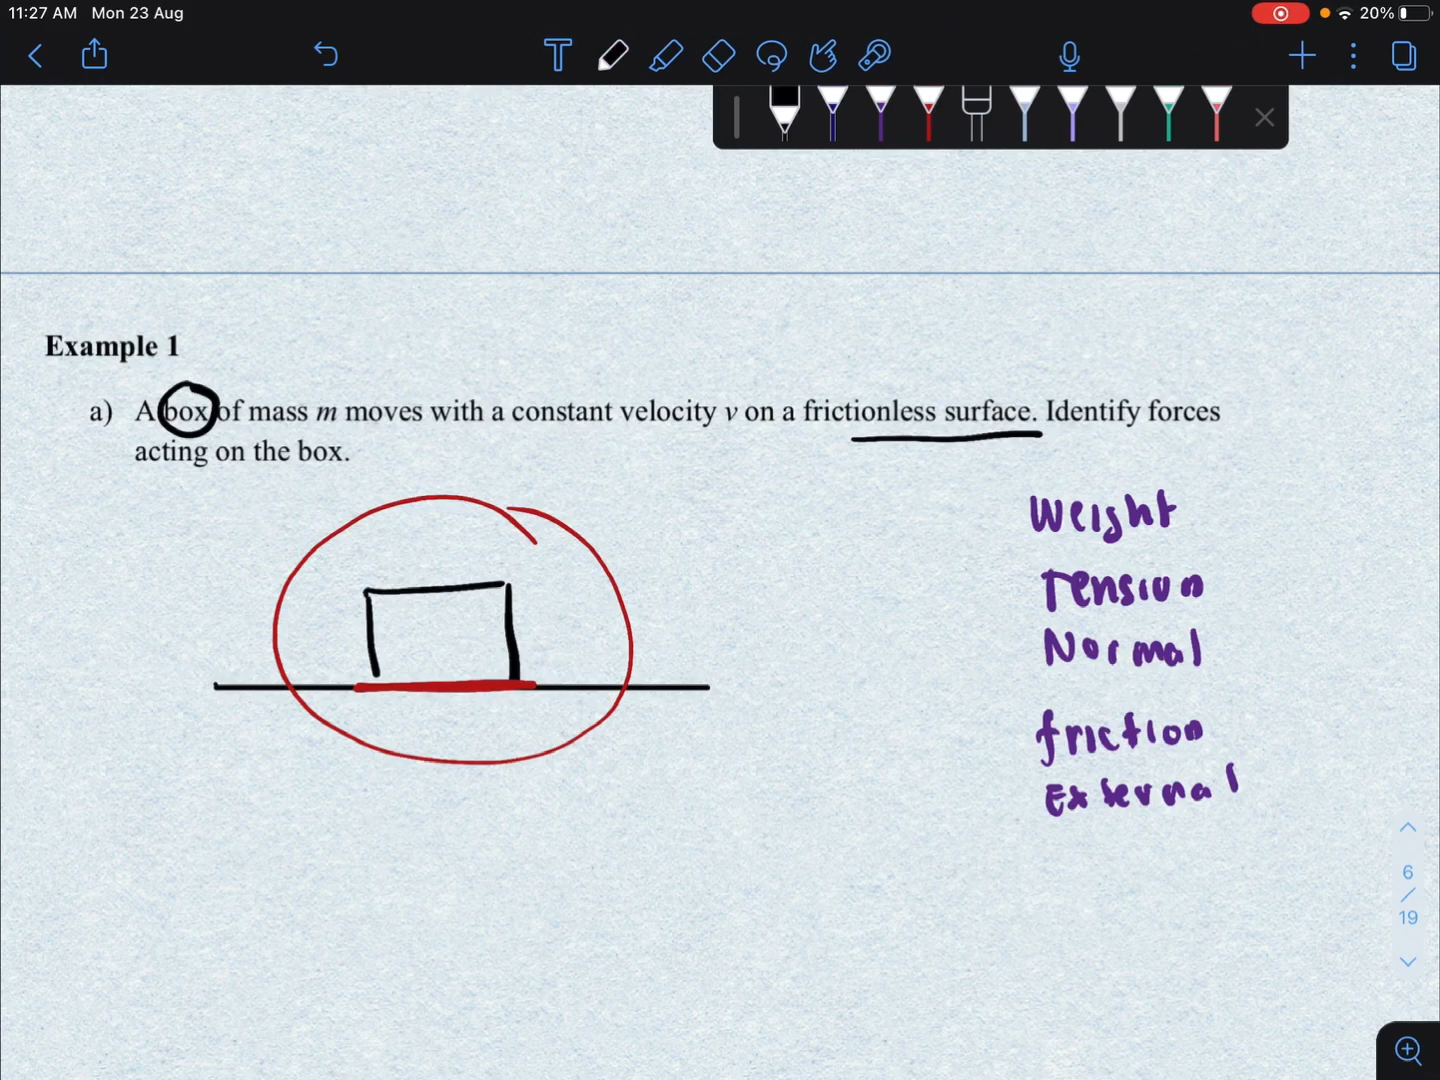 11:27 AM Mon 23 Aug
20%
Example 1
a) A box of mass m moves with a constant velocity v on a frictionless surface. Identify forces
acting on the box.
Weight
Tension
Normal
friction
External
6
/
19